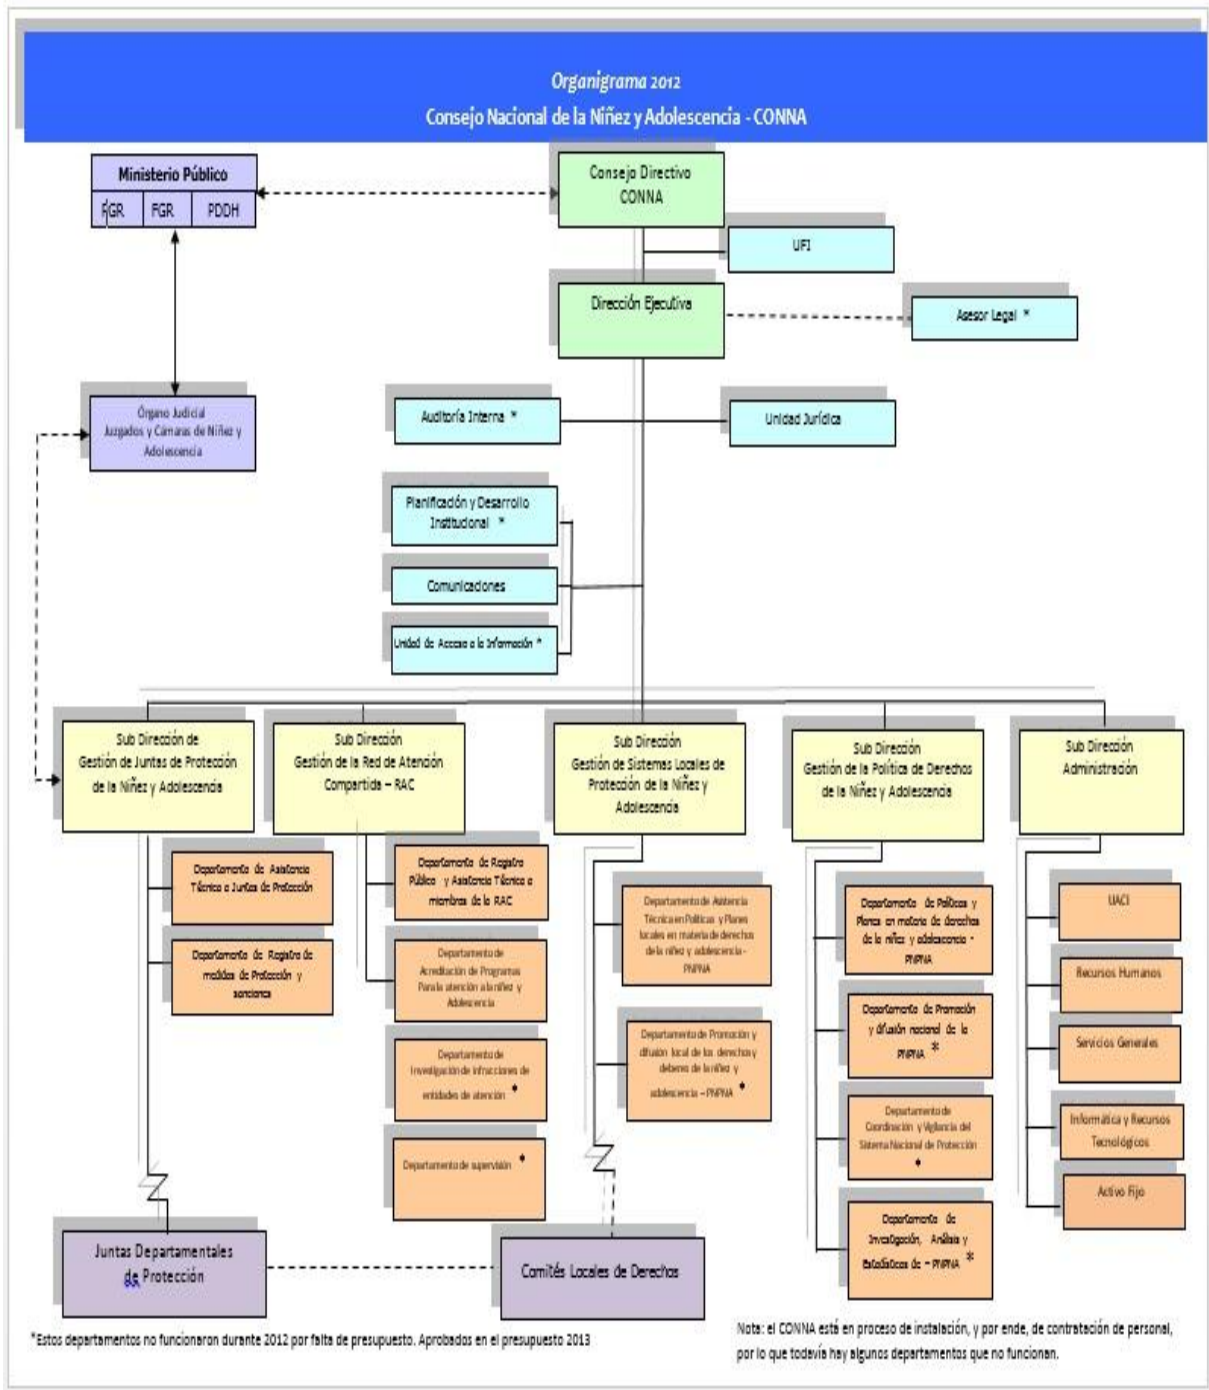 Organigrama 2012
Consejo Nacional de la Niñez y Adolescencia - CONNA
Ministerio Público
FGR FGR PDDH
Consejo Directivo
CONNA
UFI
Dirección Ejecutiva
Asesor Legal *
Órgano Judicial
Juzgados y Cámaras de Niñez y
Adolescencia
Auditoría Interna *
Unidad Jurídica
Planificación y Desarrollo
Institucional *
Comunicaciones
Unidad de Acceso a la Información *
Sub Dirección de
Gestión de Juntas de Protección
de la Niñez y Adolescencia
Sub Dirección
Gestión de la Red de Atención
Compartida – RAC
Sub Dirección
Gestión de Sistemas Locales de
Protección de la Niñez y
Adolescencia
Sub Dirección
Gestión de la Política de Derechos
de la Niñez y Adolescencia
Sub Dirección
Administración
Departamento de Asistencia
Técnica a Juntas de Protección
Departamento de Registro de
medidas de Protección y
sanciones
Departamento de Registro
Público y Asistencia Técnica a
miembros de la RAC
Departamento de
Acreditación de Programas
Para la atención a la niñez y
Adolescencia
Departamento de
Investigación de infracciones de
entidades de atención *
Departamento de supervisión *
Departamento de Asistencia
Técnica en Políticas y Planes
locales en materia de derechos
de la niñez y adolescencia -
PNPNA
Departamento de Promoción y
difusión local de los derechos y
deberes de la niñez y
adolescencia – PNPNA *
Departamento de Políticas y
Planes en materia de derechos
de la niñez y adolescencia -
PNPNA
Departamento de Promoción
y difusión nacional de la
PNPNA *
Departamento de
Coordinación y Vigilancia del
Sistema Nacional de Protección
*
Departamento de
Investigación, Análisis y
Estadísticas de – PNPNA *
UACI
Recursos Humanos
Servicios Generales
Informática y Recursos
Tecnológicos
Activo Fijo
Juntas Departamentales
de Protección
Comités Locales de Derechos
*Estos departamentos no funcionaron durante 2012 por falta de presupuesto. Aprobados en el presupuesto 2013
Nota: el CONNA está en proceso de instalación, y por ende, de contratación de personal,
por lo que todavía hay algunos departamentos que no funcionan.